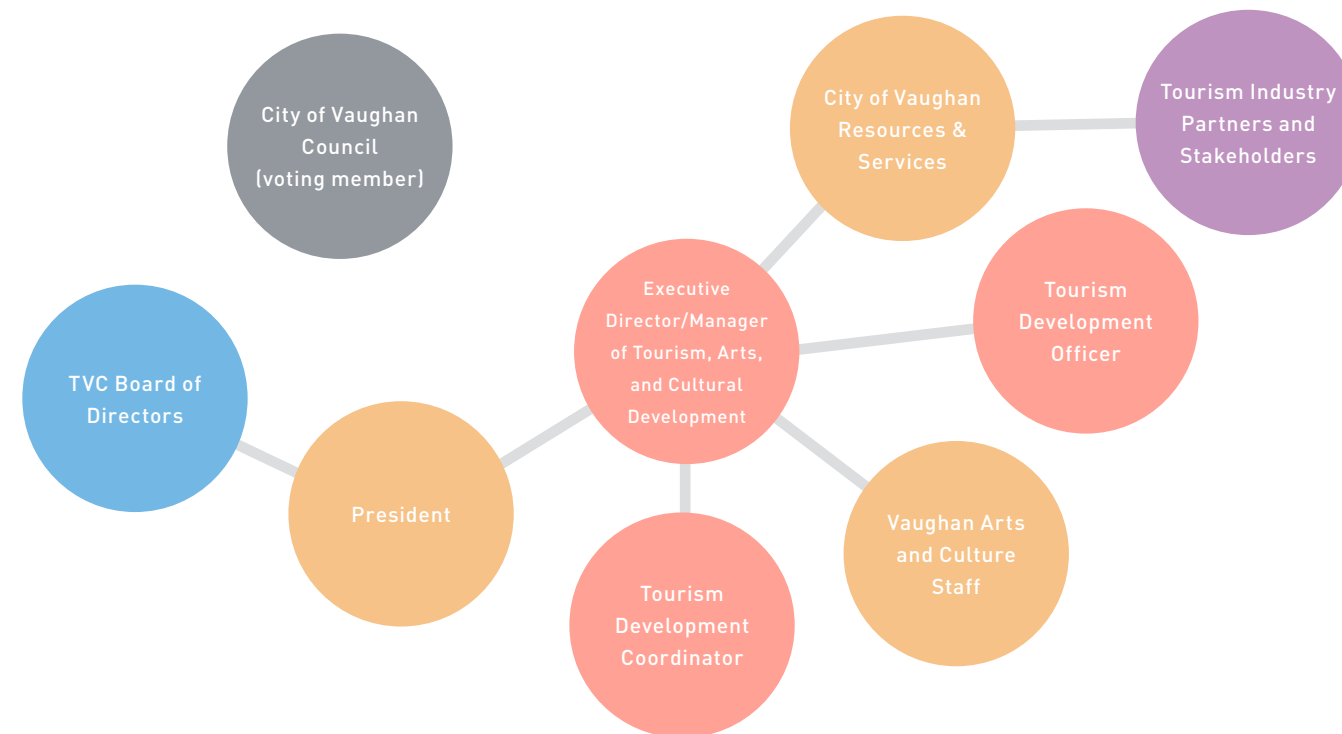 City of Vaughan
Council
(voting member)
City of Vaughan
Resources &
Services
Tourism Industry
Partners and
Stakeholders
Executive
Director/Manager
of Tourism, Arts,
and Cultural
Development
Tourism
Development
Officer
TVC Board of
Directors
President
Vaughan Arts
and Culture
Staff
Tourism
Development
Coordinator